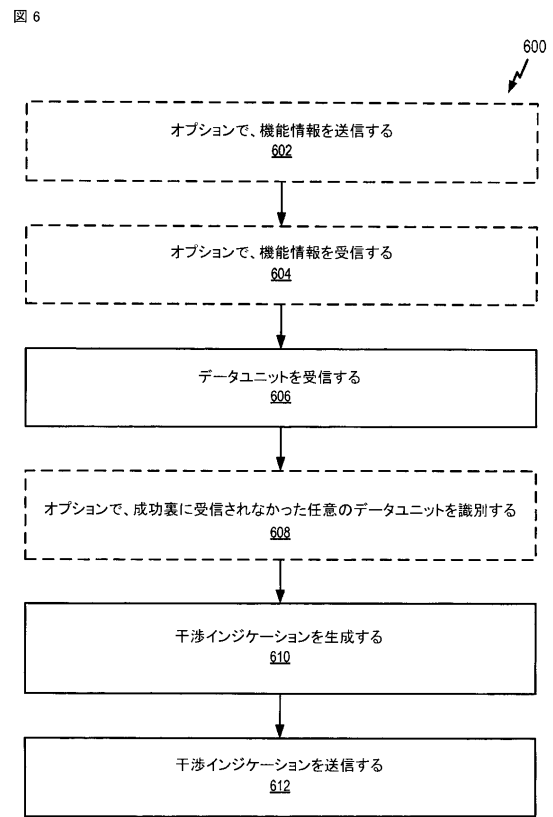 図 6
600
オプションで、機能情報を送信する
602
オプションで、機能情報を受信する
604
データユニットを受信する
606
オプションで、成功裏に受信されなかった任意のデータユニットを識別する
608
干渉インジケーションを生成する
610
干渉インジケーションを送信する
612